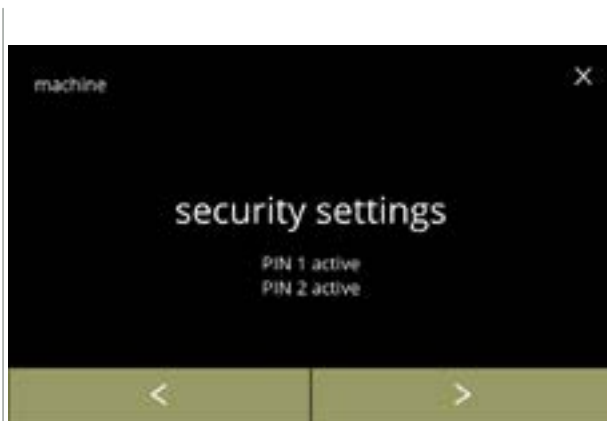 machine
X
security settings
PIN 1 active
PIN 2 active
< >